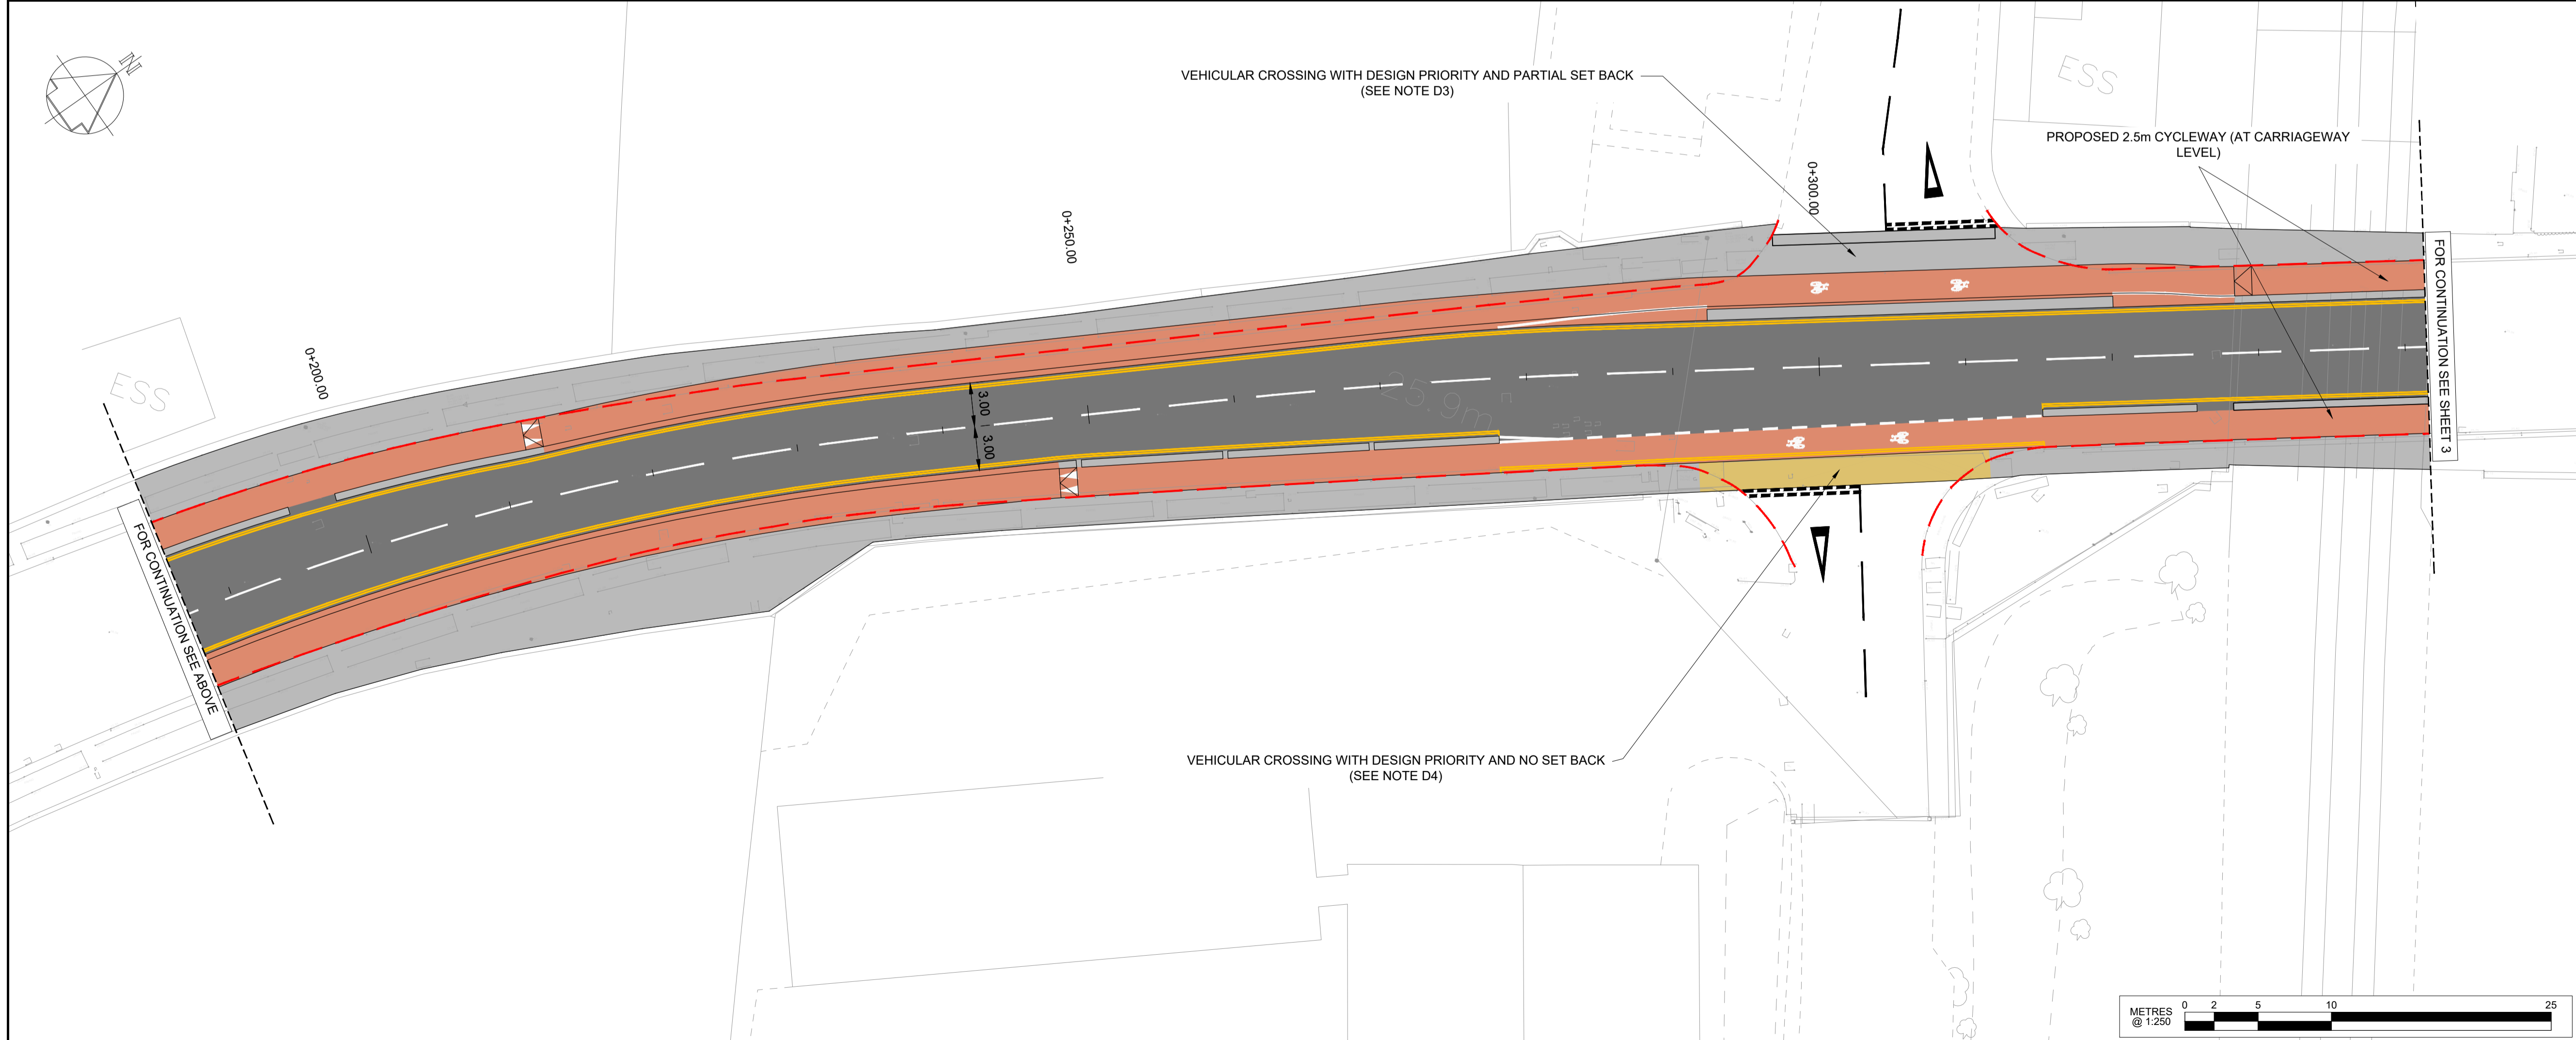 N
VEHICULAR CROSSING WITH DESIGN PRIORITY AND PARTIAL SET BACK
(SEE NOTE D3)
ESS
PROPOSED 2.5m CYCLEWAY (AT CARRIAGEWAY
LEVEL)
0+300.00
0+250.00
0+200.00
ESS
3.00
3.00
25.9m
FOR CONTINUATION SEE SHEET 3
FOR CONTINUATION SEE ABOVE
VEHICULAR CROSSING WITH DESIGN PRIORITY AND NO SET BACK
(SEE NOTE D4)
METRES
@ 1:250
0 2 5 10 25